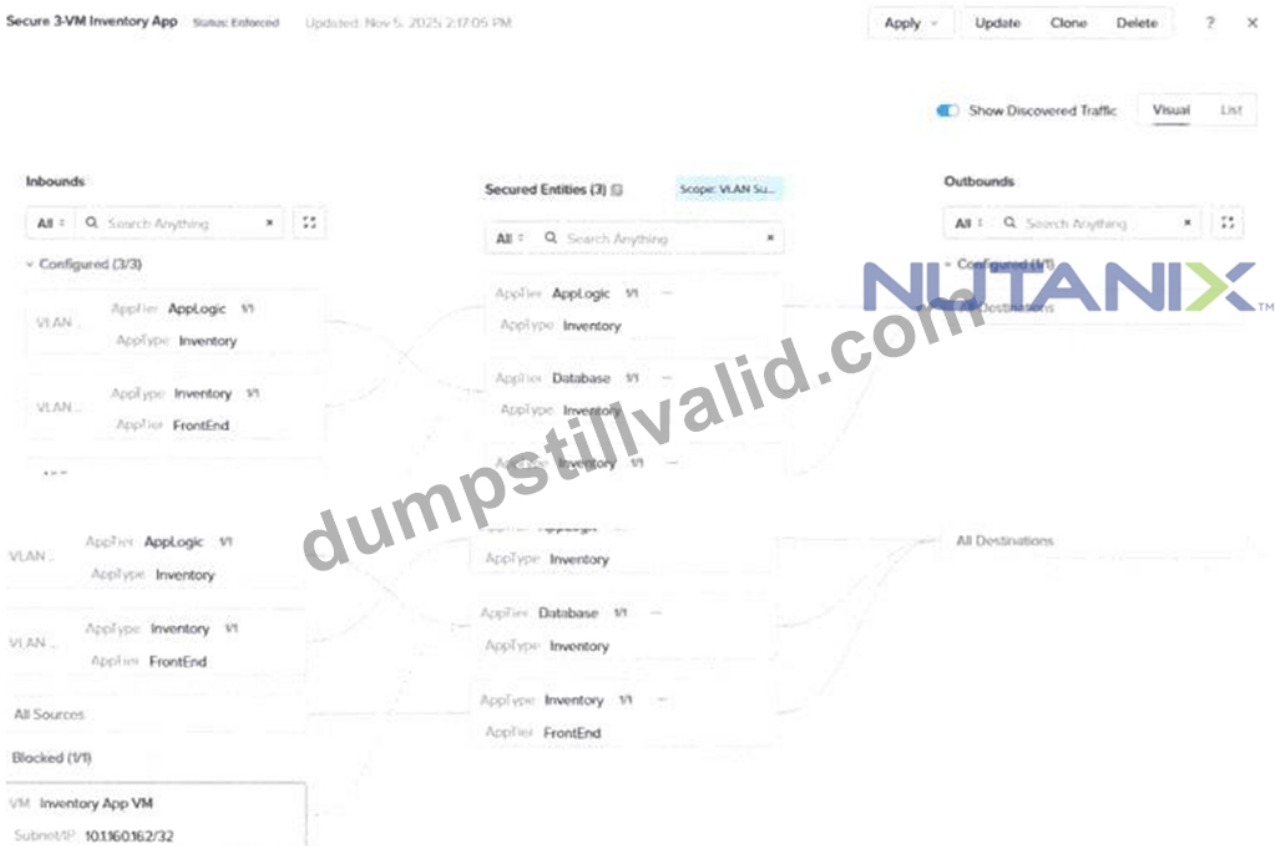 Secure 3-VM Inventory App Status: Enforced Updated: Nov 5, 2025 2:17:05 PM
Apply Update Clone Delete ? ×
Show Discovered Traffic Visual List
Inbounds
All Search Anything ×
Configured (3/3)
VLAN .. AppTier AppLogic 1/1
AppType Inventory
VLAN .. AppType Inventory 1/1
AppTier FrontEnd
Secured Entities (3) Scope: VLAN Su...
All Search Anything ×
AppTier AppLogic 1/1
AppType Inventory
AppTier Database 1/1
AppType Inventory
AppType Inventory 1/1
Outbounds
All Search Anything ×
Configured (1/1)
All Destinations
NUTANIX™
dumpstillvalid.com
VLAN .. AppTier AppLogic 1/1
AppType Inventory
VLAN .. AppType Inventory 1/1
AppTier FrontEnd
All Sources
Blocked (1/1)
VM Inventory App VM
Subnet/IP 10.1.160.162/32
AppType Inventory
AppTier Database 1/1
AppType Inventory
AppType Inventory 1/1
AppTier FrontEnd
All Destinations